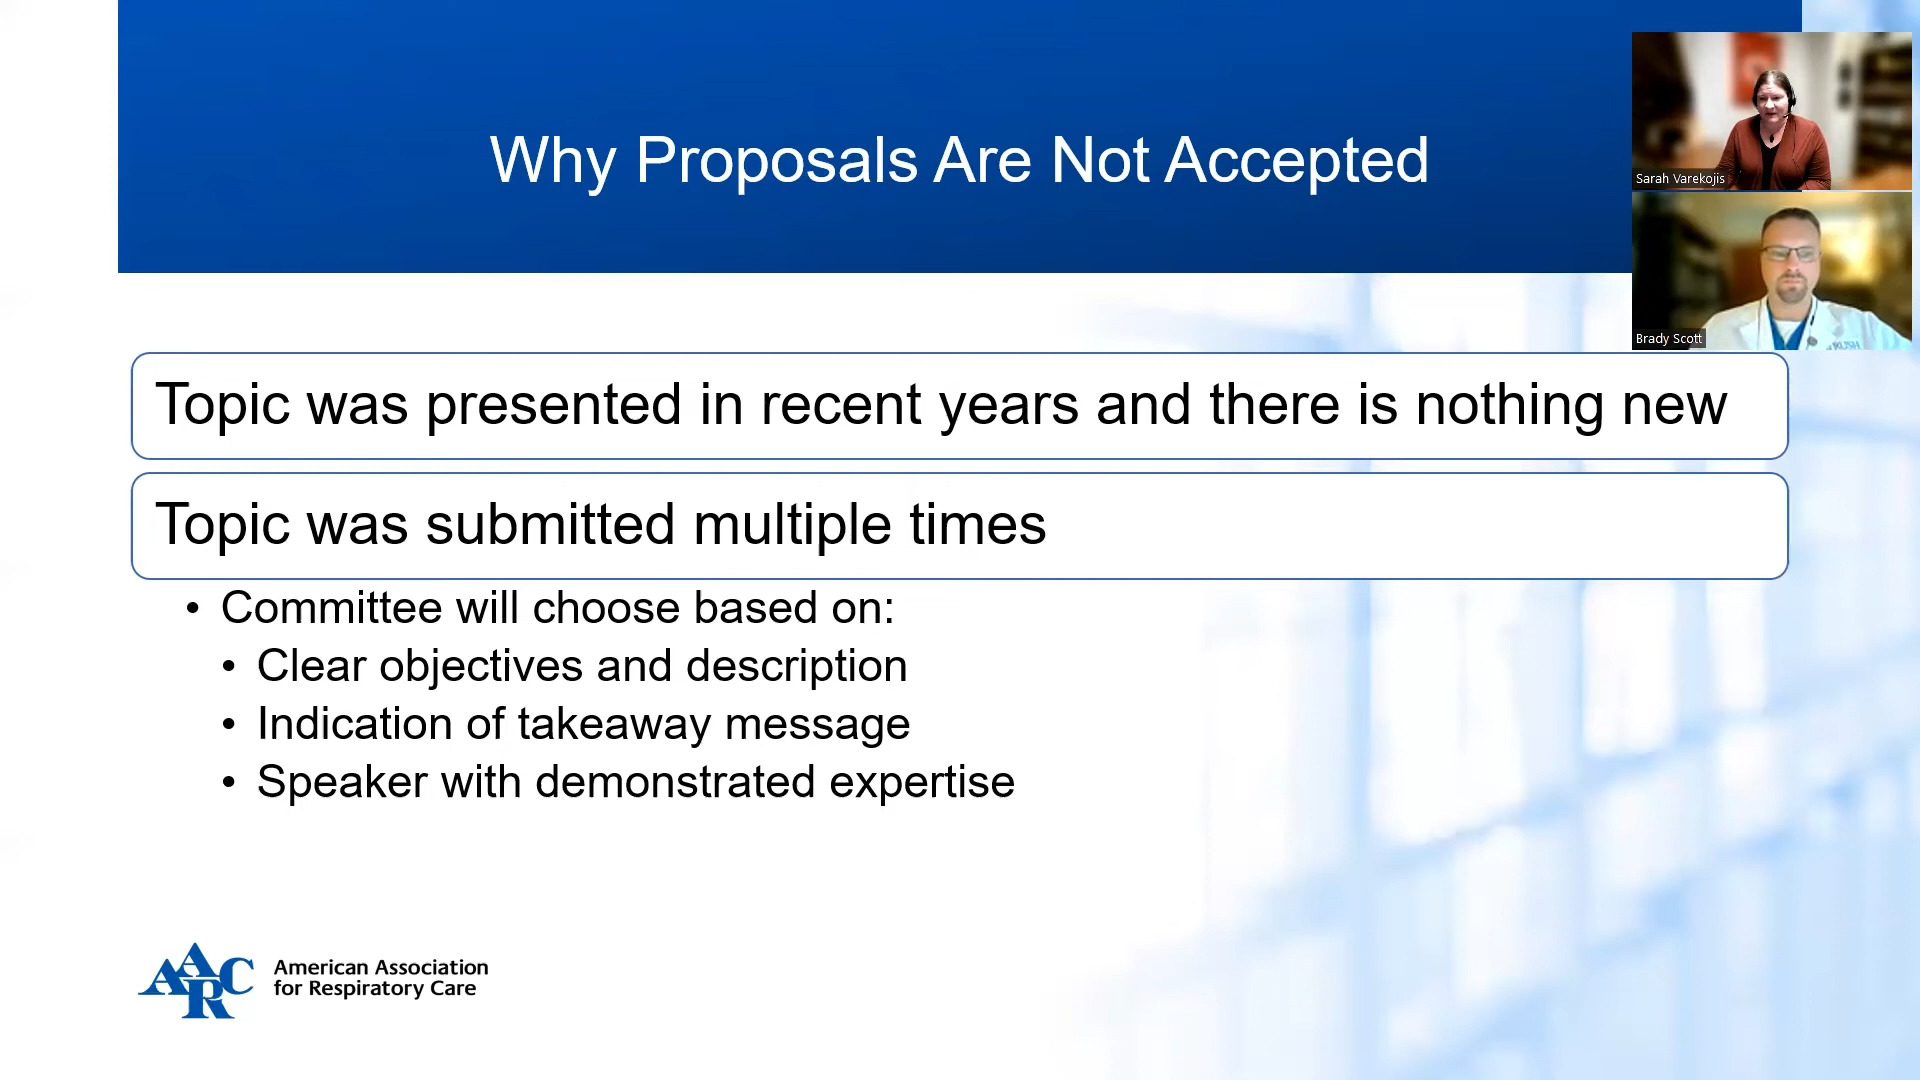 Why Proposals Are Not Accepted
Sarah Varekojis
Brady Scott
RUSH
Topic was presented in recent years and there is nothing new
Topic was submitted multiple times
• Committee will choose based on:
• Clear objectives and description
• Indication of takeaway message
• Speaker with demonstrated expertise
AARC
American Association
for Respiratory Care